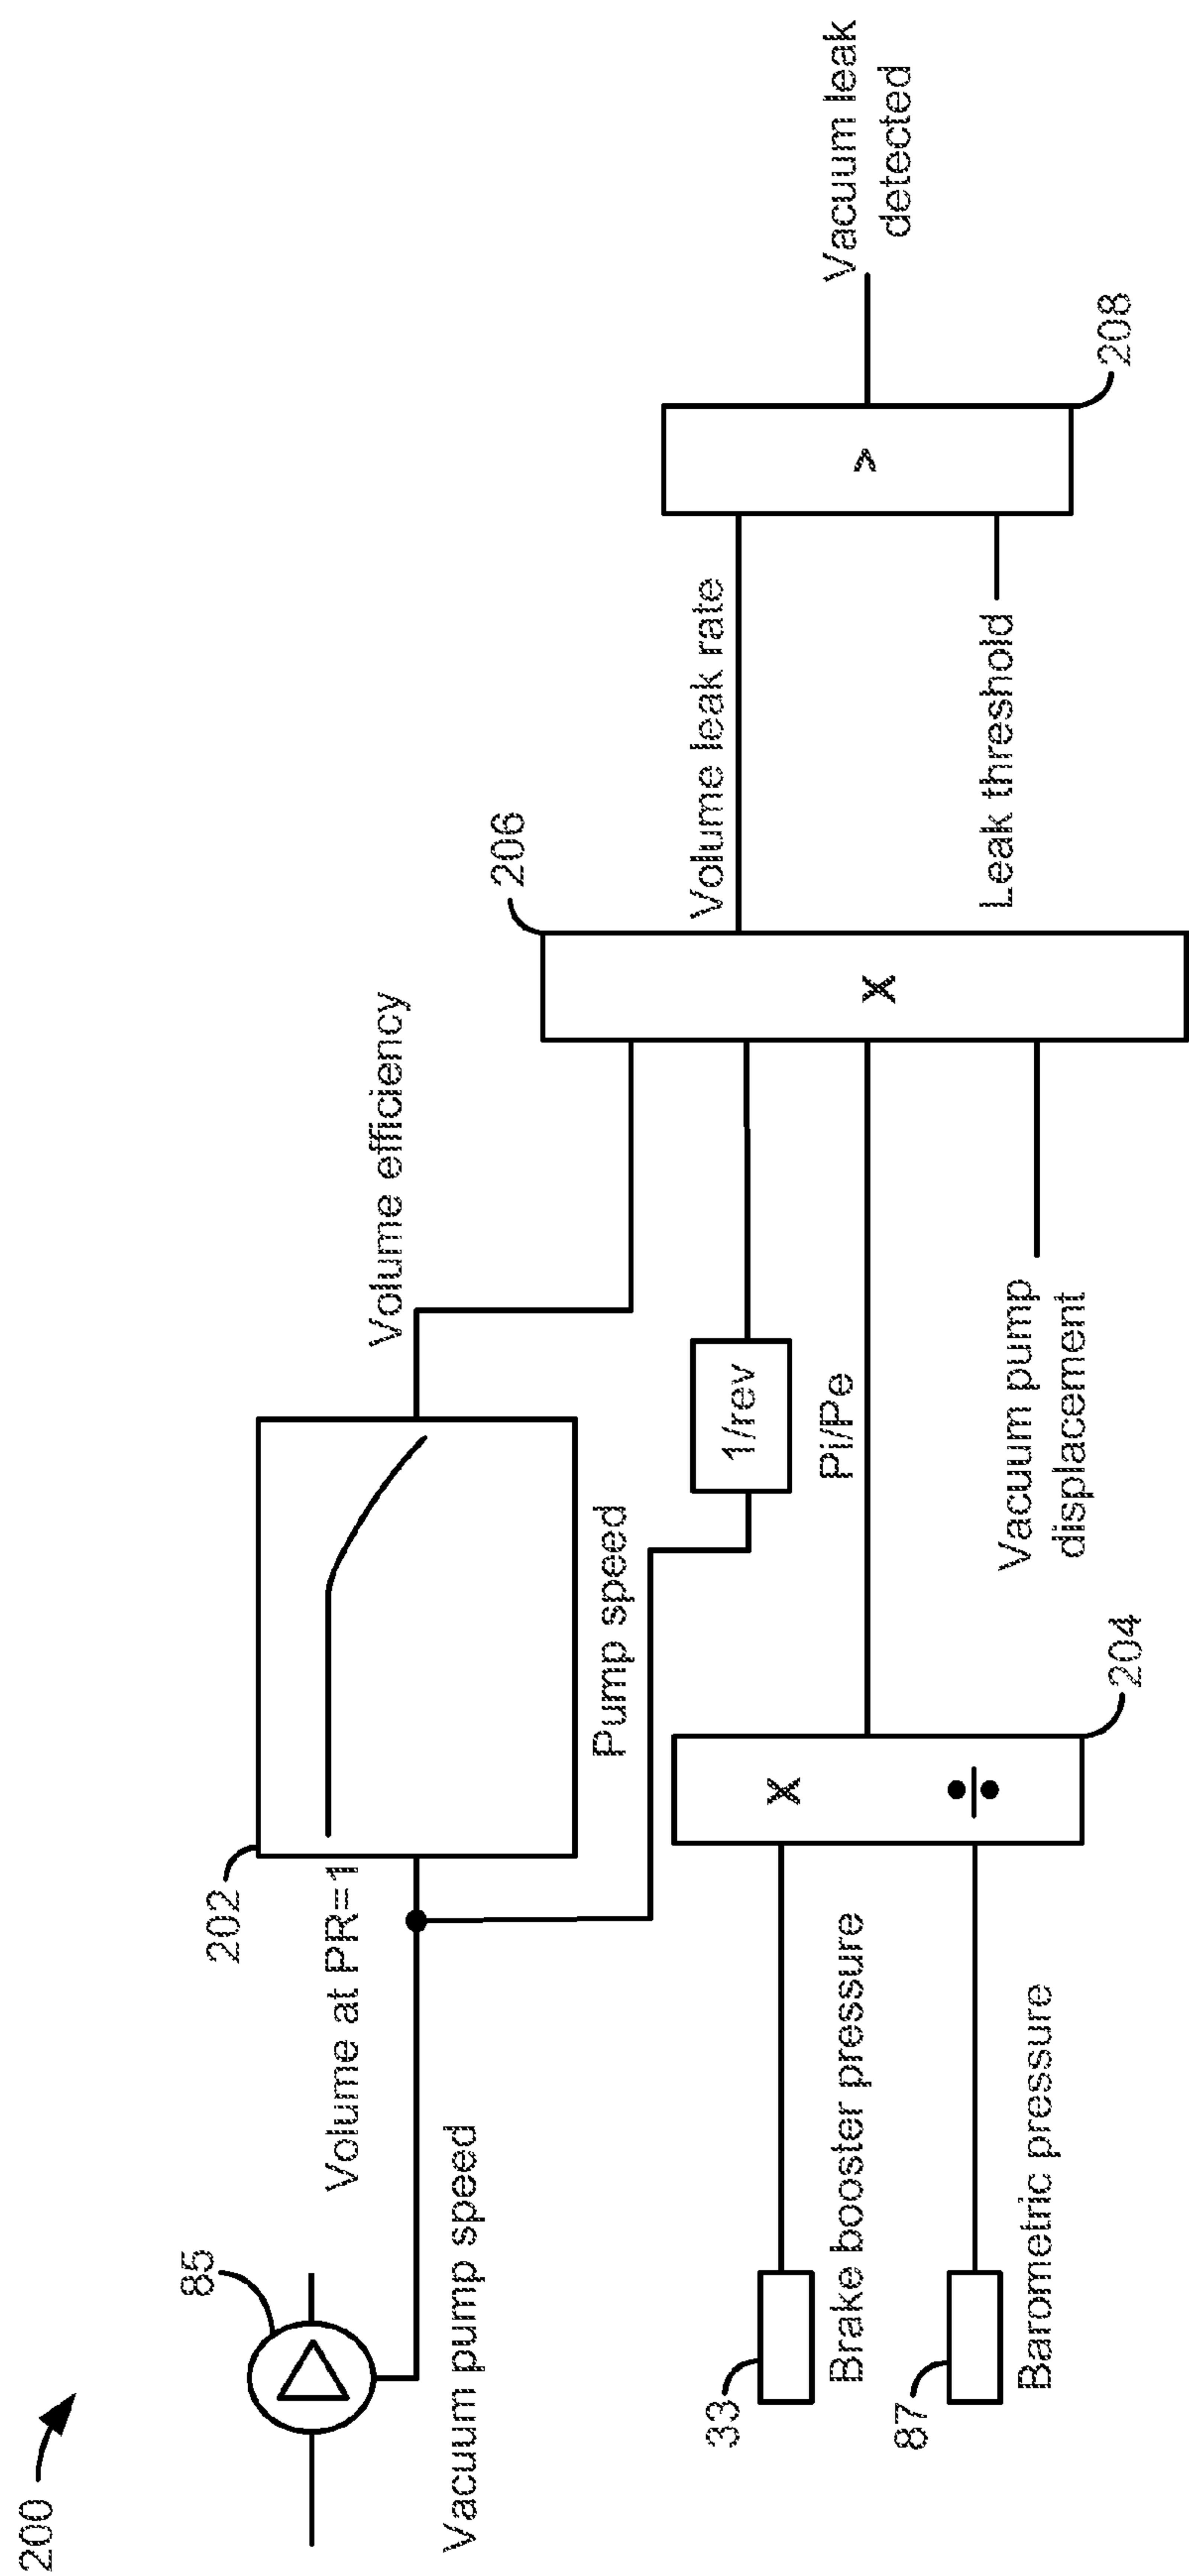 200
85
202
Volume at PR=1
Volume efficiency
Vacuum pump speed
206
Pump speed
Volume leak rate
33
1/rev
X
Brake booster pressure
Pi/Pe
X
>
Vacuum leak
detected
87
÷
Leak threshold
Vacuum pump
displacement
Barometric pressure
204
208